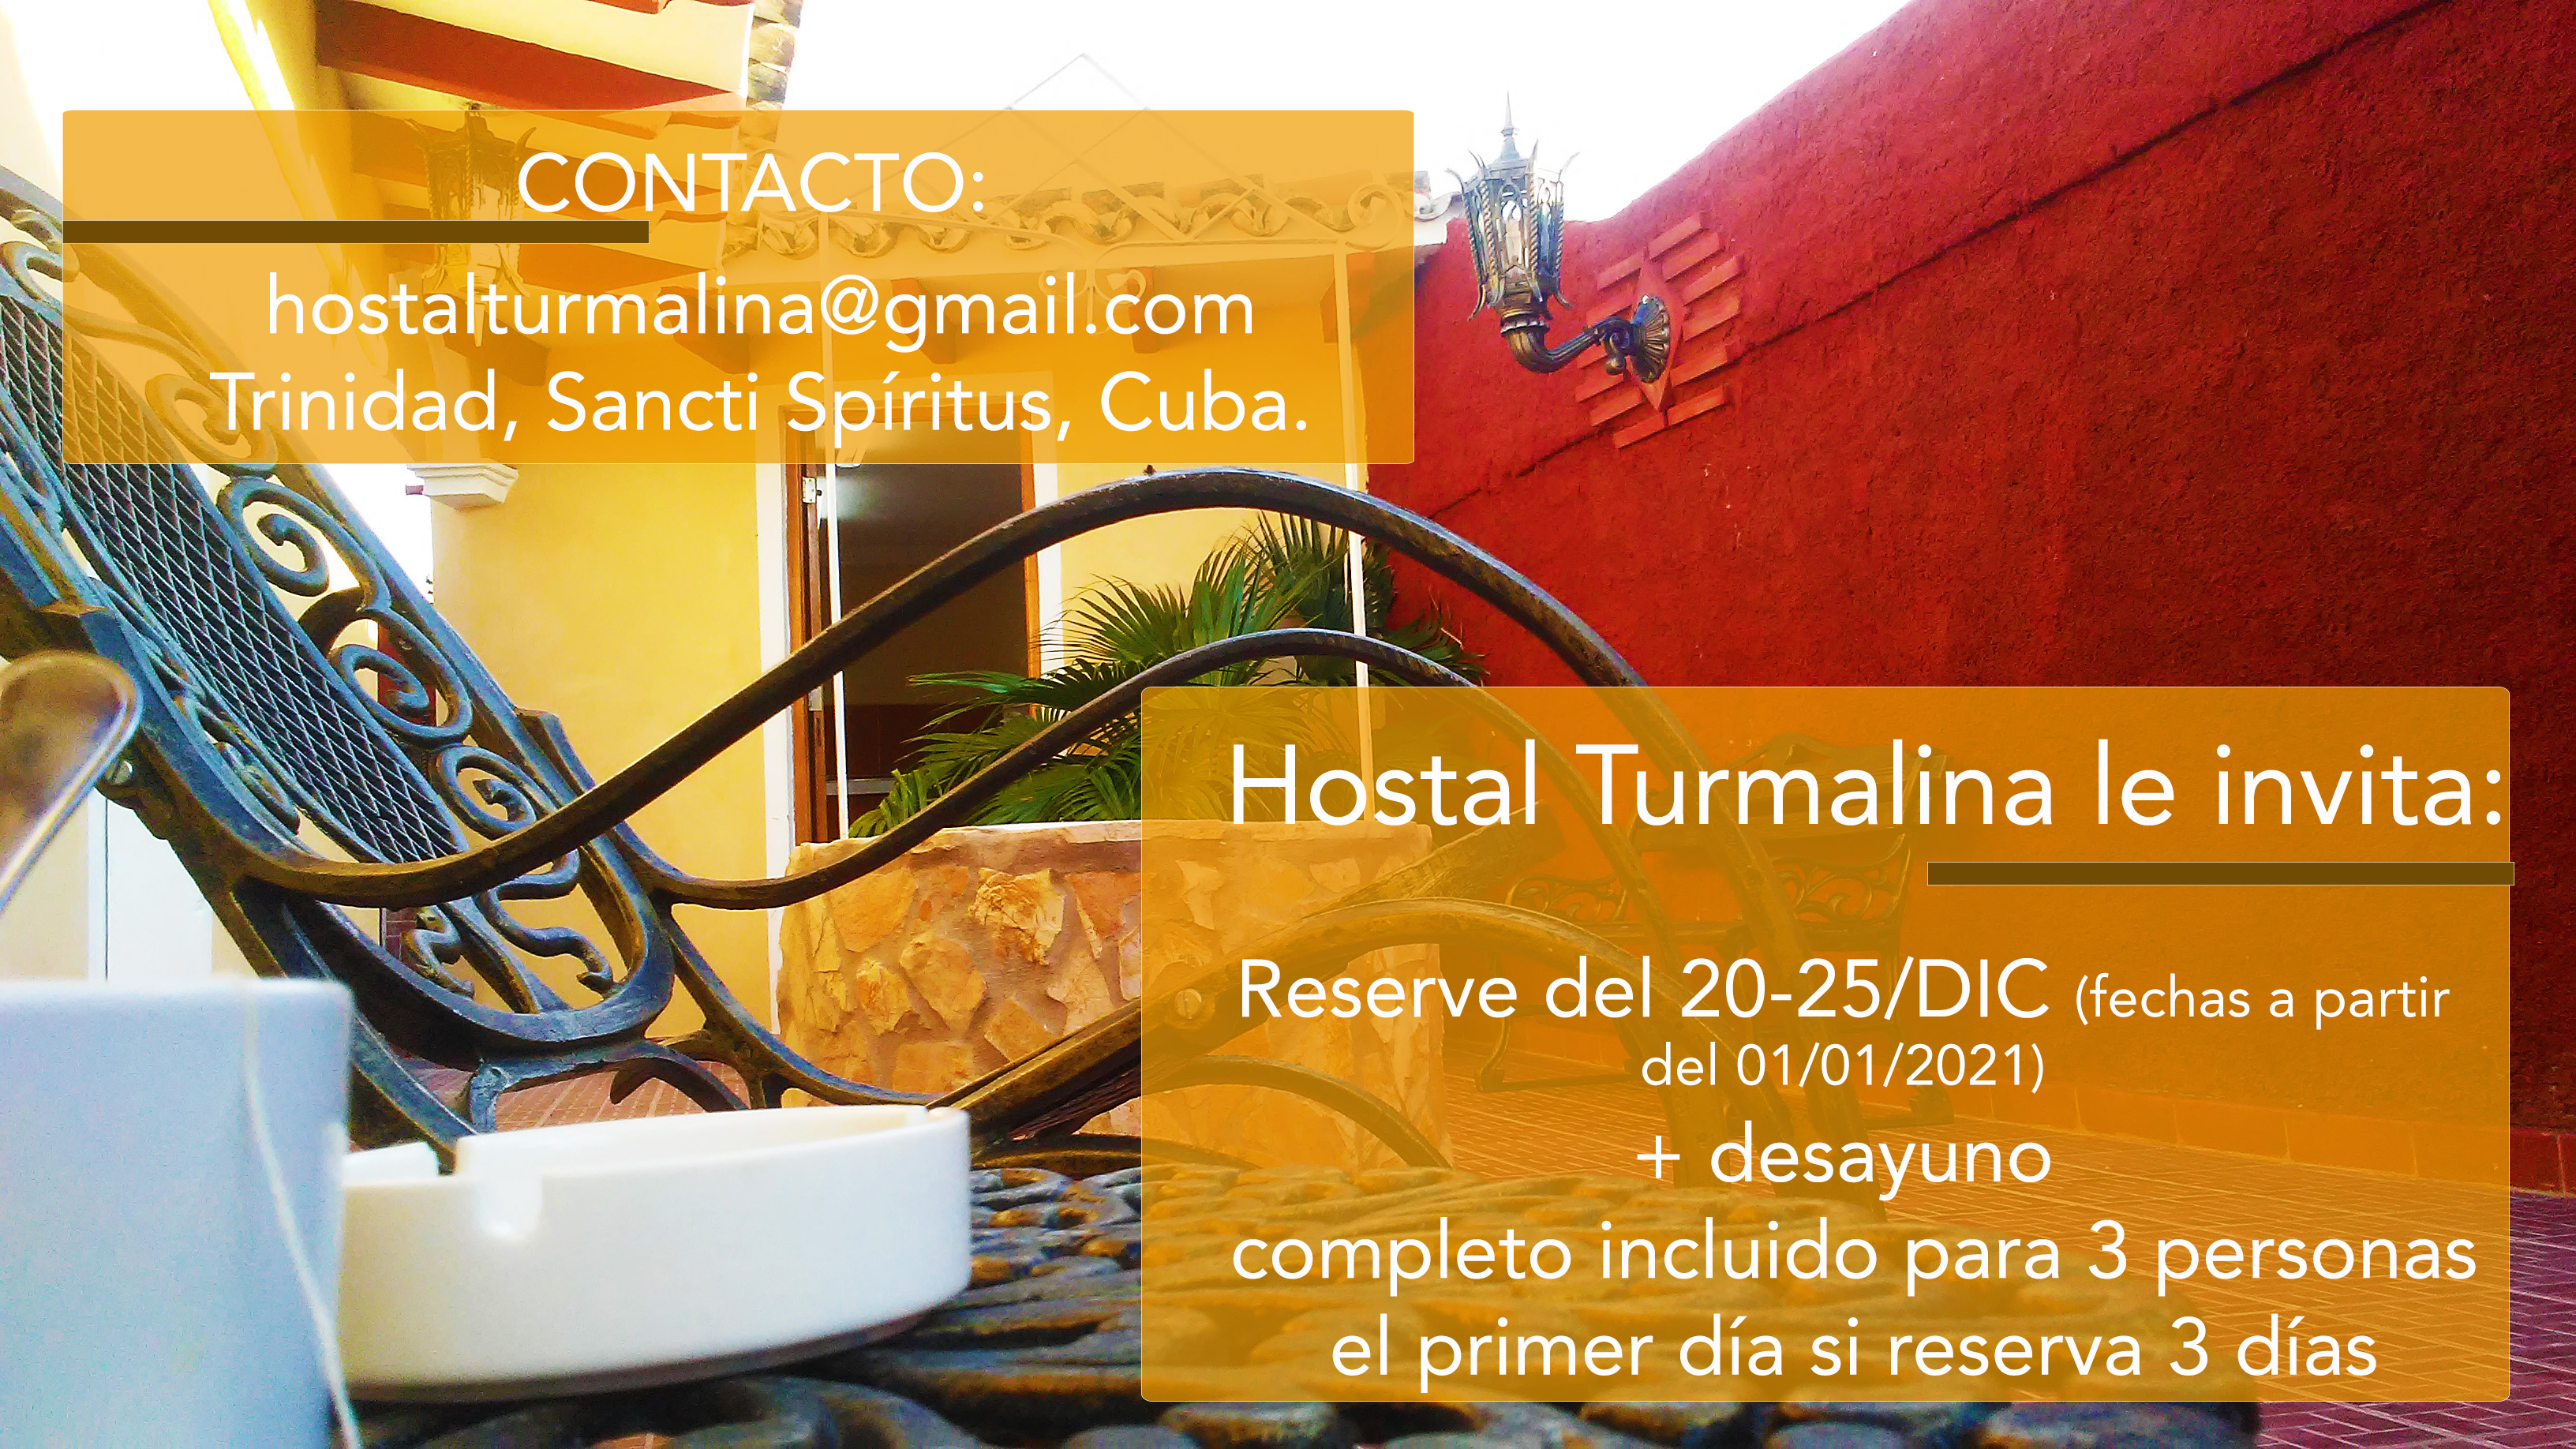 CONTACTO:
hostalturmalina@gmail.com
Trinidad, Sancti Spíritus, Cuba.
Hostal Turmalina le invita:
Reserve del 20-25/DIC (fechas a partir
del 01/01/2021)
+ desayuno
completo incluido para 3 personas
el primer día si reserva 3 días